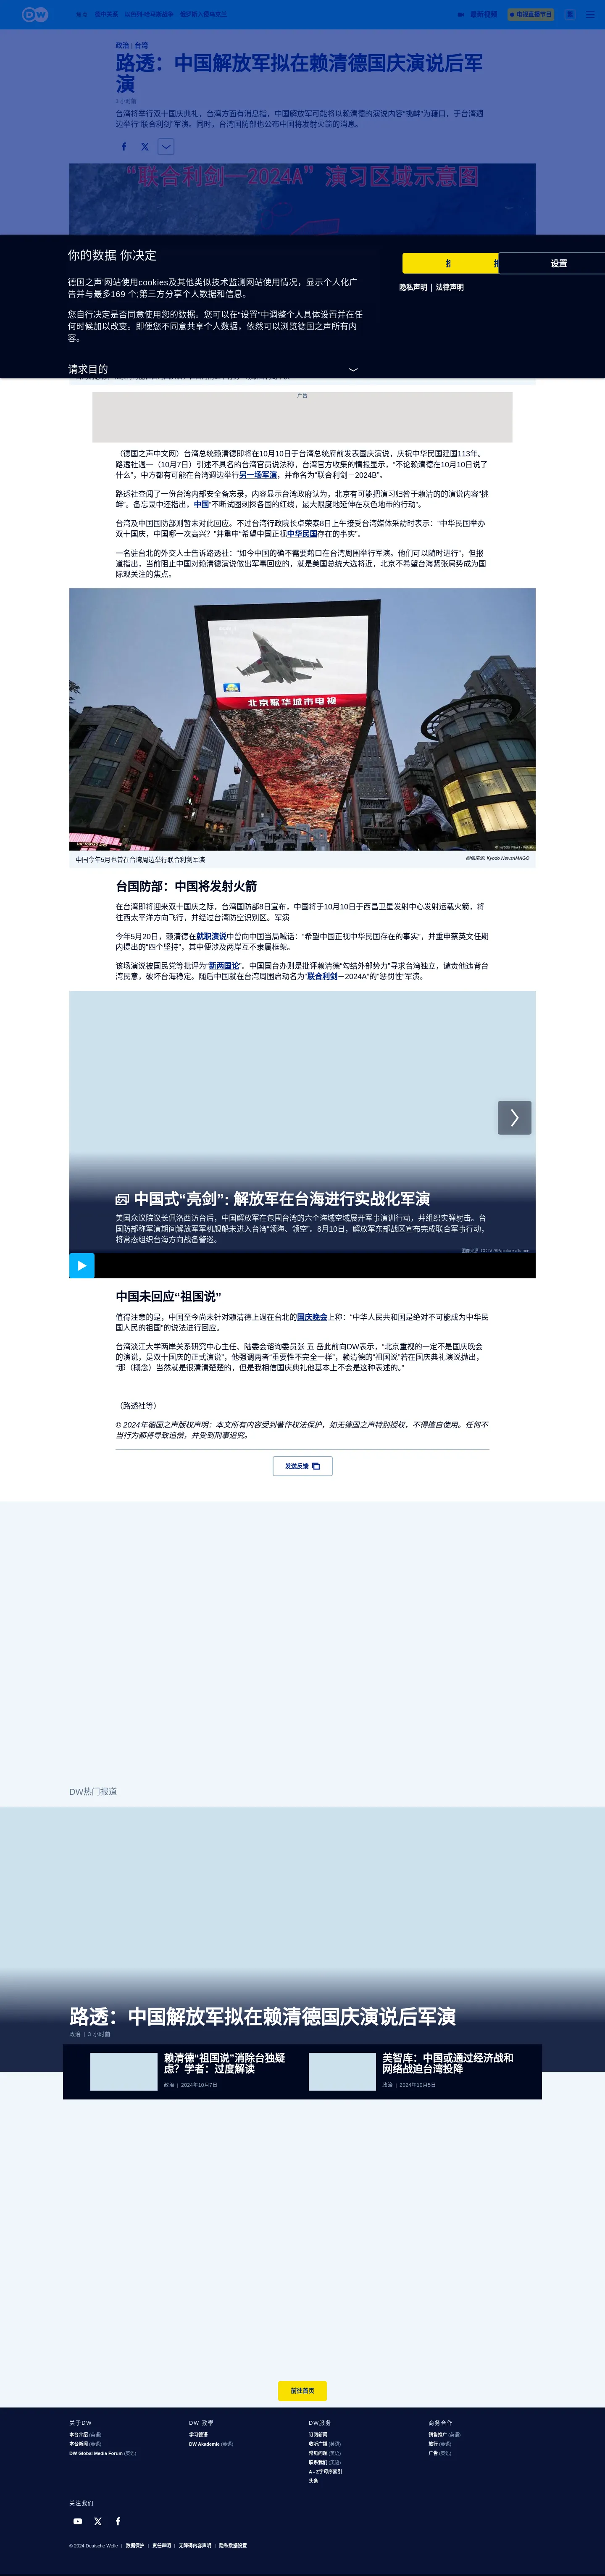 德中关系 以色列-哈马斯战争 俄罗斯入侵乌克兰
最新视频
电视直播节目
政治 | 台湾
路透：中国解放军拟在赖清德国庆演说后军
演
3 小时前
台湾将举行双十国庆典礼，台湾方面有消息指，中国解放军可能将以赖清德的演说内容“挑衅”为藉口，于台湾週
边举行“联合利剑”军演。同时，台湾国防部也公布中国将发射火箭的消息。
“联合利剑—2024A”演习区域示意图
你的数据 你决定
设置
隐私声明 | 法律声明
德国之声'网站使用cookies及其他类似技术监测网站使用情况，显示个人化广
告并与最多169 个;第三方分享个人数据和信息。
您自行决定是否同意使用您的数据。您可以在“设置”中调整个人具体设置并在任
何时候加以改变。即便您不同意共享个人数据，依然可以浏览德国之声所有内
容。
请求目的
广告
（德国之声中文网）台湾总统赖清德即将在10月10日于台湾总统府前发表国庆演说，庆祝中华民国建国113年。
路透社週一（10月7日）引述不具名的台湾官员说法称，台湾官方收集的情报显示，“不论赖清德在10月10日说了
什么”，中方都有可能在台湾週边举行另一场军演，并命名为“联合利剑－2024B”。
路透社查阅了一份台湾内部安全备忘录，内容显示台湾政府认为，北京有可能把演习归咎于赖清的的演说内容“挑
衅”。备忘录中还指出，中国“不断试图刺探各国的红线，最大限度地延伸在灰色地带的行动”。
台湾及中国国防部则暂未对此回应。不过台湾行政院长卓荣泰8日上午接受台湾媒体采訪时表示：“中华民国举办
双十国庆，中国哪一次高兴？”并重申“希望中国正视中华民国存在的事实”。
一名驻台北的外交人士告诉路透社：“如今中国的确不需要藉口在台湾周围举行军演。他们可以随时进行”，但报
道指出，当前阻止中国对赖清德演说做出军事回应的，就是美国总统大选将近，北京不希望台海紧张局势成为国
际观关注的焦点。
北京歌华城市电视
THE PLACE
© Kyodo News/IMAGO
中国今年5月也曾在台湾周边举行联合利剑军演
图像来源: Kyodo News/IMAGO
台国防部：中国将发射火箭
在台湾即将迎来双十国庆之际，台湾国防部8日宣布，中国将于10月10日于西昌卫星发射中心发射运载火箭，将
往西太平洋方向飞行，并经过台湾防空识别区。军演
今年5月20日，赖清德在就职演说中曾向中国当局喊话：“希望中国正视中华民国存在的事实”，并重申蔡英文任期
内提出的“四个坚持”，其中便涉及两岸互不隶属框架。
该场演说被国民党等批评为“新两国论”。中国国台办则是批评赖清德“勾结外部势力”寻求台湾独立，谴责他违背台
湾民意，破坏台海稳定。随后中国就在台湾周围启动名为“联合利剑－2024A”的“惩罚性”军演。
中国式“亮剑”: 解放军在台海进行实战化军演
美国众议院议长佩洛西访台后，中国解放军在包围台湾的六个海域空域展开军事演训行动，并组织实弹射击。台
国防部称军演期间解放军军机舰船未进入台湾“领海、领空”。8月10日，解放军东部战区宣布完成联合军事行动，
将常态组织台海方向战备警巡。
图像来源: CCTV /AP/picture alliance
中国未回应“祖国说”
值得注意的是，中国至今尚未针对赖清德上週在台北的国庆晚会上称：“中华人民共和国是绝对不可能成为中华民
国人民的祖国”的说法进行回应。
台湾淡江大学两岸关系研究中心主任、陆委会谘询委员张 五 岳此前向DW表示，“北京重视的一定不是国庆晚会
的演说，是双十国庆的正式演说”，他强调两者“重要性不完全一样”，赖清德的“祖国说”若在国庆典礼演说抛出，
“那（概念）当然就是很清清楚楚的，但是我相信国庆典礼他基本上不会是这种表述的。”
（路透社等）
© 2024年德国之声版权声明：本文所有内容受到著作权法保护，如无德国之声特别授权，不得擅自使用。任何不
当行为都将导致追偿，并受到刑事追究。
发送反馈
DW热门报道
路透：中国解放军拟在赖清德国庆演说后军演
政治 | 3 小时前
赖清德“祖国说”消除台独疑
虑？学者：过度解读
政治 | 2024年10月7日
美智库：中国或通过经济战和
网络战迫台湾投降
政治 | 2024年10月5日
前往首页
关于DW
本台介绍 (英语)
本台新闻 (英语)
DW Global Media Forum (英语)
DW 教學
学习德语
DW Akademie (英语)
DW服务
订阅新闻
收听广播 (英语)
常见问题 (英语)
联系我们 (英语)
A - Z字母序索引
头条
商务合作
销售推广 (英语)
旅行 (英语)
广告 (英语)
关注我们
© 2024 Deutsche Welle | 数据保护 | 责任声明 | 无障碍内容声明 | 隐私数据设置